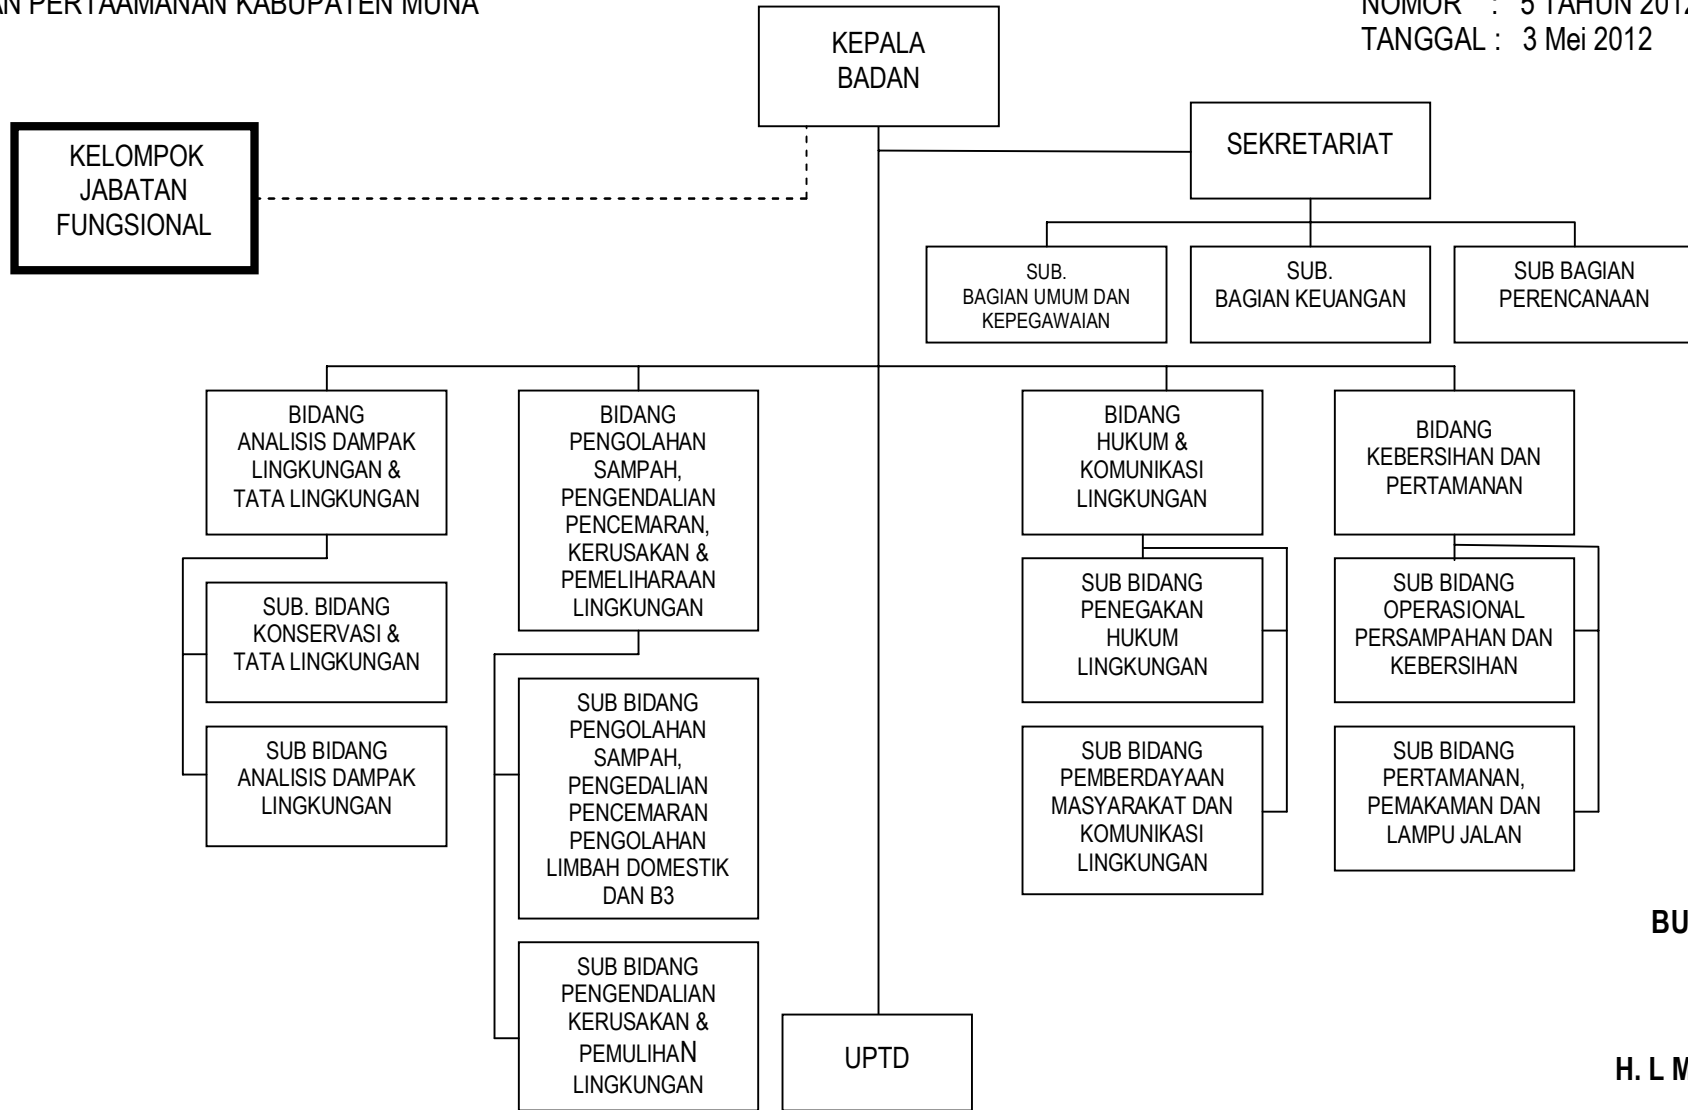 AN PERTAAMANAN KABUPATEN MUNA
NOMOR : 5 TAHUN 2012
TANGGAL : 3 Mei 2012
KEPALA
BADAN
KELOMPOK
JABATAN
FUNGSIONAL
SEKRETARIAT
SUB.
BAGIAN UMUM DAN
KEPEGAWAIAN
SUB.
BAGIAN KEUANGAN
SUB BAGIAN
PERENCANAAN
BIDANG
ANALISIS DAMPAK
LINGKUNGAN &
TATA LINGKUNGAN
BIDANG
PENGOLAHAN
SAMPAH,
PENGENDALIAN
PENCEMARAN,
KERUSAKAN &
PEMELIHARAAN
LINGKUNGAN
BIDANG
HUKUM &
KOMUNIKASI
LINGKUNGAN
BIDANG
KEBERSIHAN DAN
PERTAMANAN
SUB. BIDANG
KONSERVASI &
TATA LINGKUNGAN
SUB BIDANG
ANALISIS DAMPAK
LINGKUNGAN
SUB BIDANG
PENGOLAHAN
SAMPAH,
PENGEDALIAN
PENCEMARAN
PENGOLAHAN
LIMBAH DOMESTIK
DAN B3
SUB BIDANG
PENGENDALIAN
KERUSAKAN &
PEMULIHAN
LINGKUNGAN
SUB BIDANG
PENEGAKAN
HUKUM
LINGKUNGAN
SUB BIDANG
PEMBERDAYAAN
MASYARAKAT DAN
KOMUNIKASI
LINGKUNGAN
SUB BIDANG
OPERASIONAL
PERSAMPAHAN DAN
KEBERSIHAN
SUB BIDANG
PERTAMANAN,
PEMAKAMAN DAN
LAMPU JALAN
UPTD
BU
H. L M